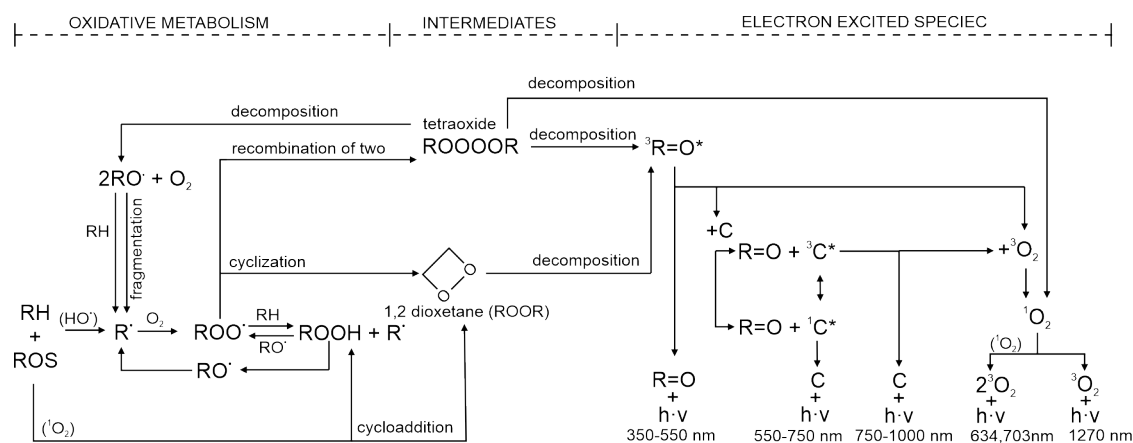 OXIDATIVE METABOLISM
INTERMEDIATES
ELECTRON EXCITED SPECIEC
decomposition
decomposition
tetraoxide
ROOOOR
decomposition
³R=O*
recombination of two
2RO· + O₂
RH
fragmentation
+C
R=O + ³C*
+³O₂
cyclization
O
O
decomposition
1,2 dioxetane (ROOR)
RH
+
ROS
(HO·)
R·
O₂
ROO·
RH
RO·
ROOH + R·
RO·
R=O + ¹C*
¹O₂
(¹O₂)
(¹O₂)
cycloaddition
R=O
+
h·ν
350-550 nm
C
+
h·ν
550-750 nm
C
+
h·ν
750-1000 nm
2³O₂
+
h·ν
634,703nm
³O₂
+
h·ν
1270 nm